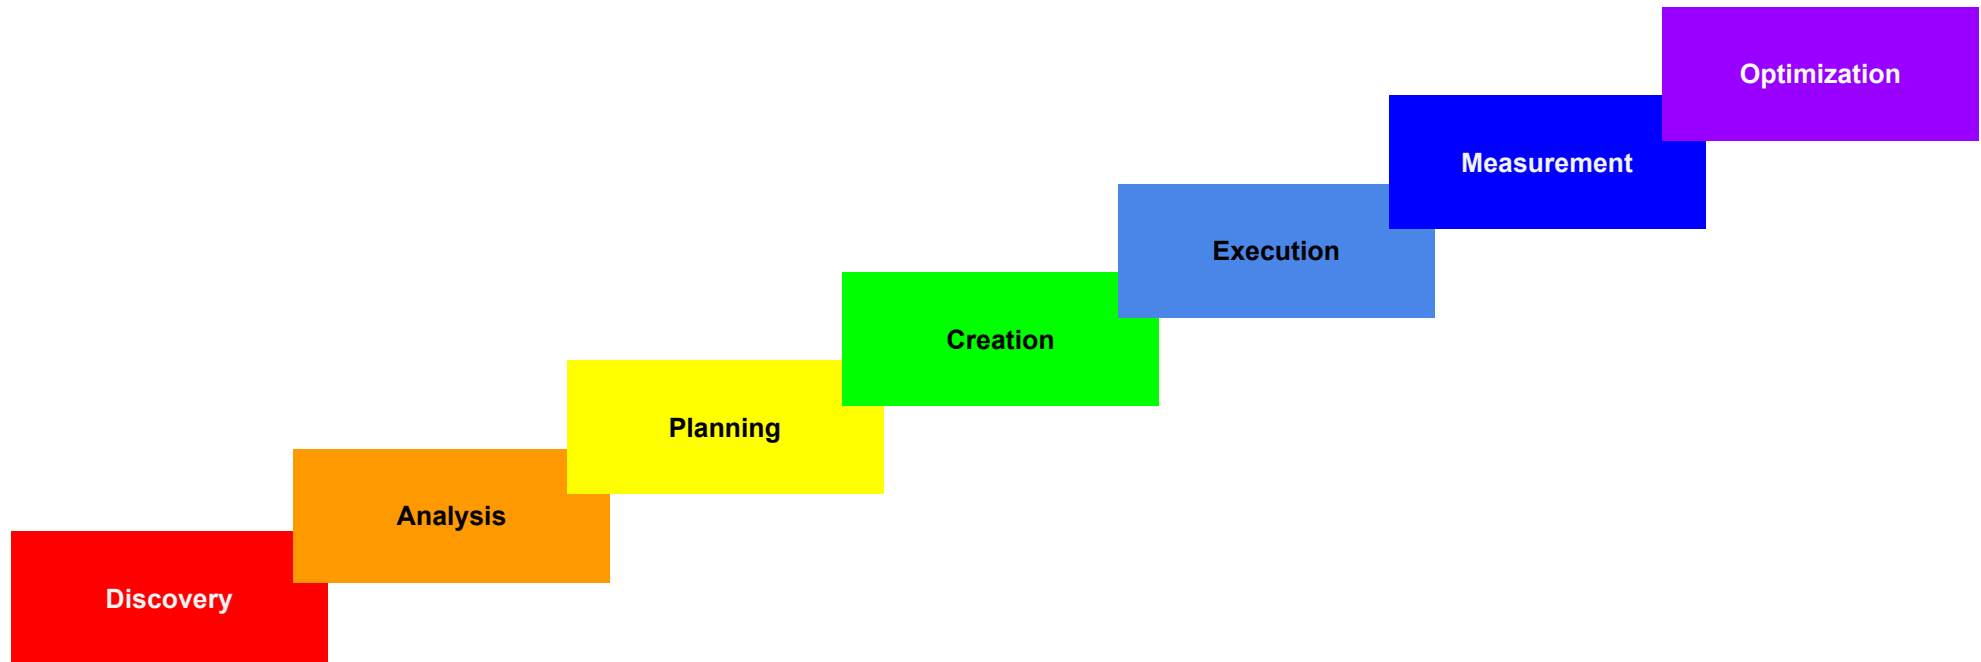 Discovery
Analysis
Planning
Creation
Execution
Measurement
Optimization